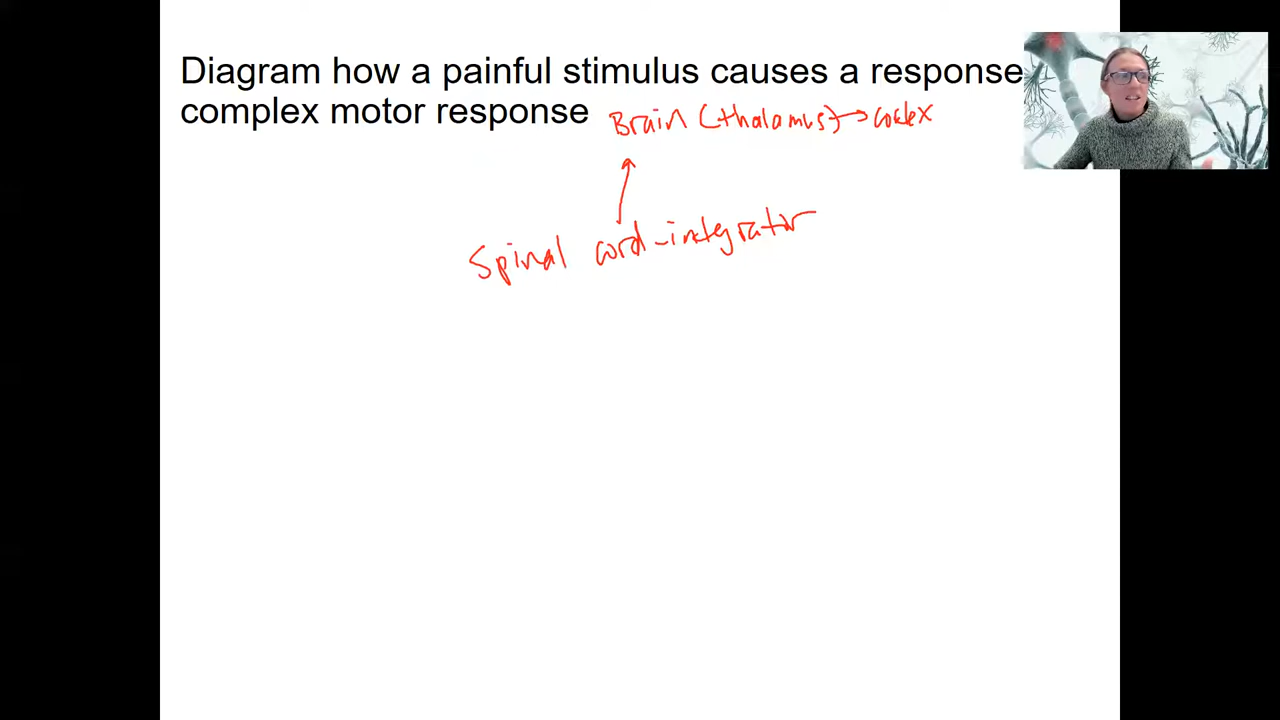 Diagram how a painful stimulus causes a response
complex motor response
Brain (thalamus) → cortex
Spinal cord - integrator